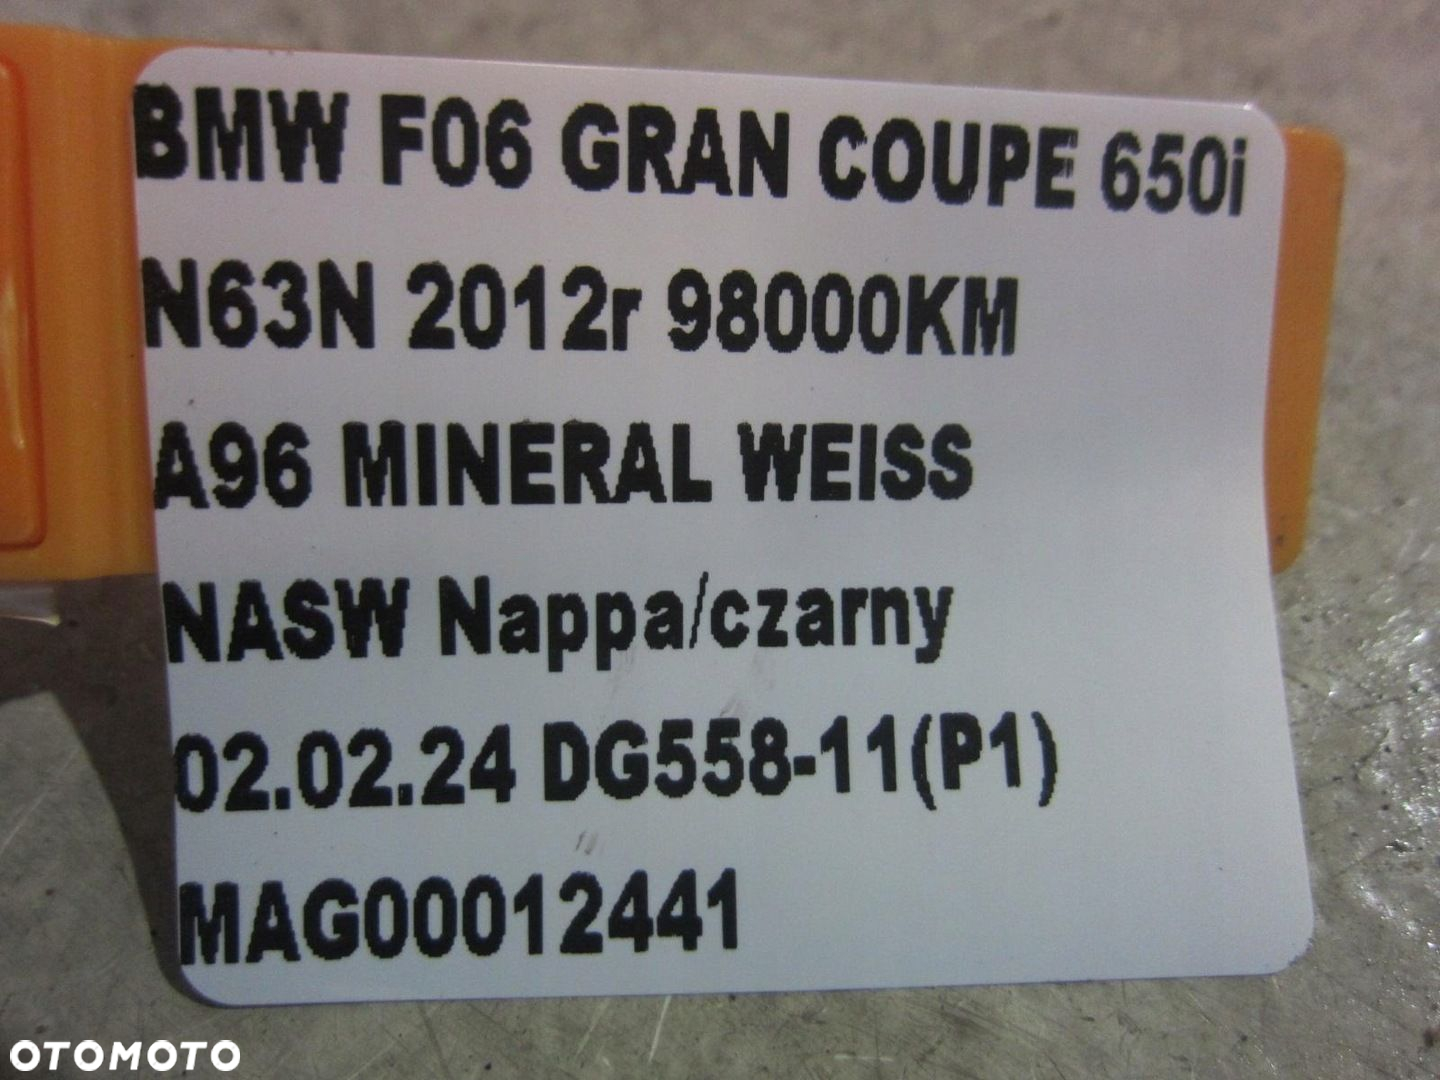 BMW F06 GRAN COUPE 650i
N63N 2012r 98000KM
A96 MINERAL WEISS
NASW Nappa/czarny
02.02.24 DG558-11(P1)
MAG00012441
OTOMOTO